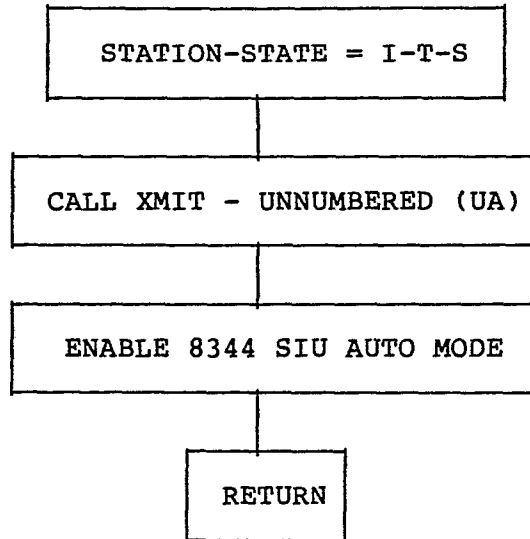 STATION-STATE = I-T-S
CALL XMIT - UNNUMBERED (UA)
ENABLE 8344 SIU AUTO MODE
RETURN